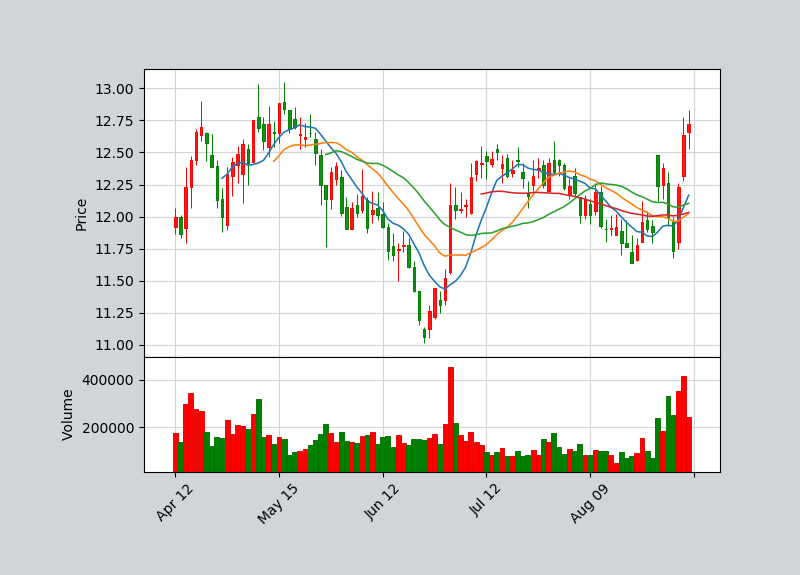 13.00
12.75
12.50
12.25
12.00
11.75
11.50
11.25
11.00
Price
400000
200000
Volume
Apr 12
May 15
Jun 12
Jul 12
Aug 09